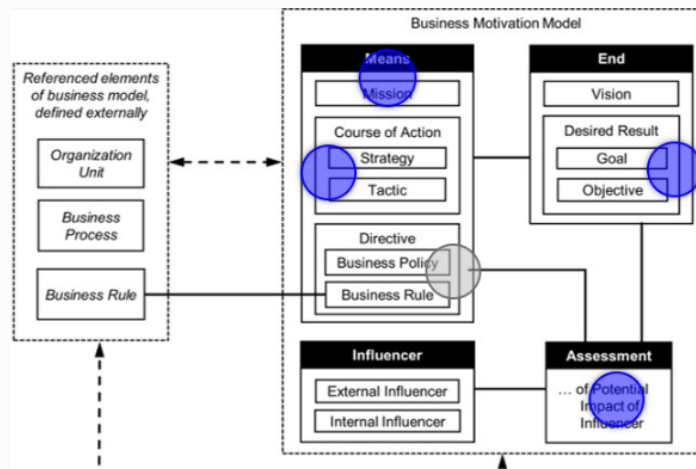 Business Motivation Model
Referenced elements
of business model,
defined externally
Organization
Unit
Business
Process
Business Rule
Means
Mission
Course of Action
Strategy
Tactic
Directive
Business Policy
Business Rule
End
Vision
Desired Result
Goal
Objective
Influencer
External Influencer
Internal Influencer
Assessment
... of Potential
Impact of
Influencer